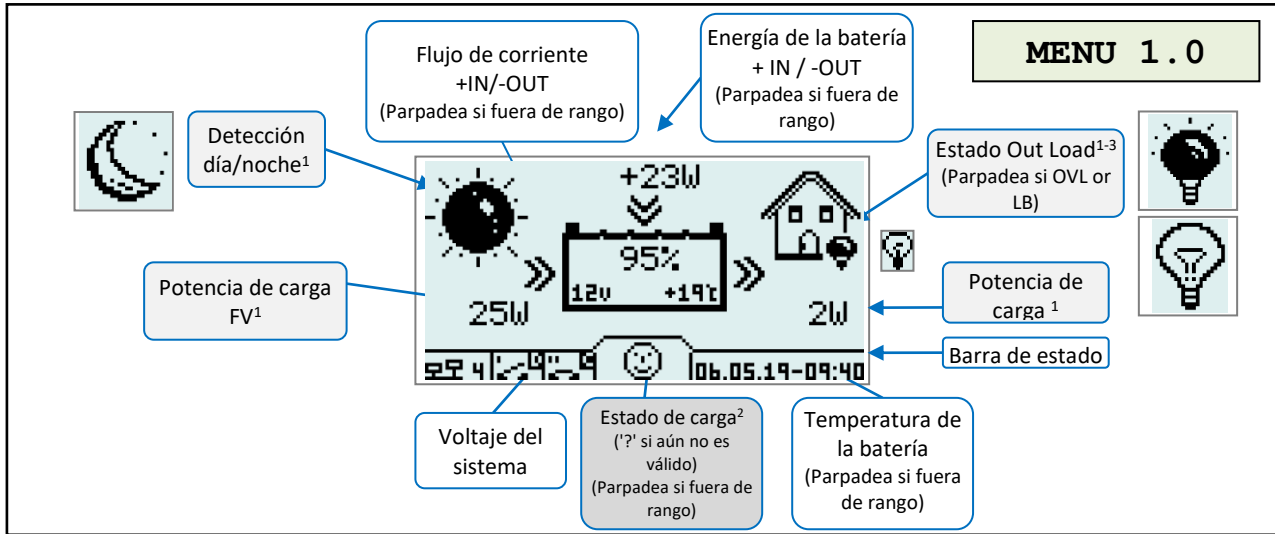 Flujo de corriente
+IN/-OUT
(Parpadea si fuera de rango)
Energía de la batería
+ IN / -OUT
(Parpadea si fuera de
rango)
MENU 1.0
Detección
día/noche¹
Estado Out Load¹⁻³
(Parpadea si OVL or
LB)
+23W
95%
12v +19℃
25W
2W
Potencia de carga
FV¹
Potencia de
carga ¹
Barra de estado
4
06.05.19-09:40
Voltaje del
sistema
Estado de carga²
('?' si aún no es
válido)
(Parpadea si fuera de
rango)
Temperatura de
la batería
(Parpadea si fuera
de rango)